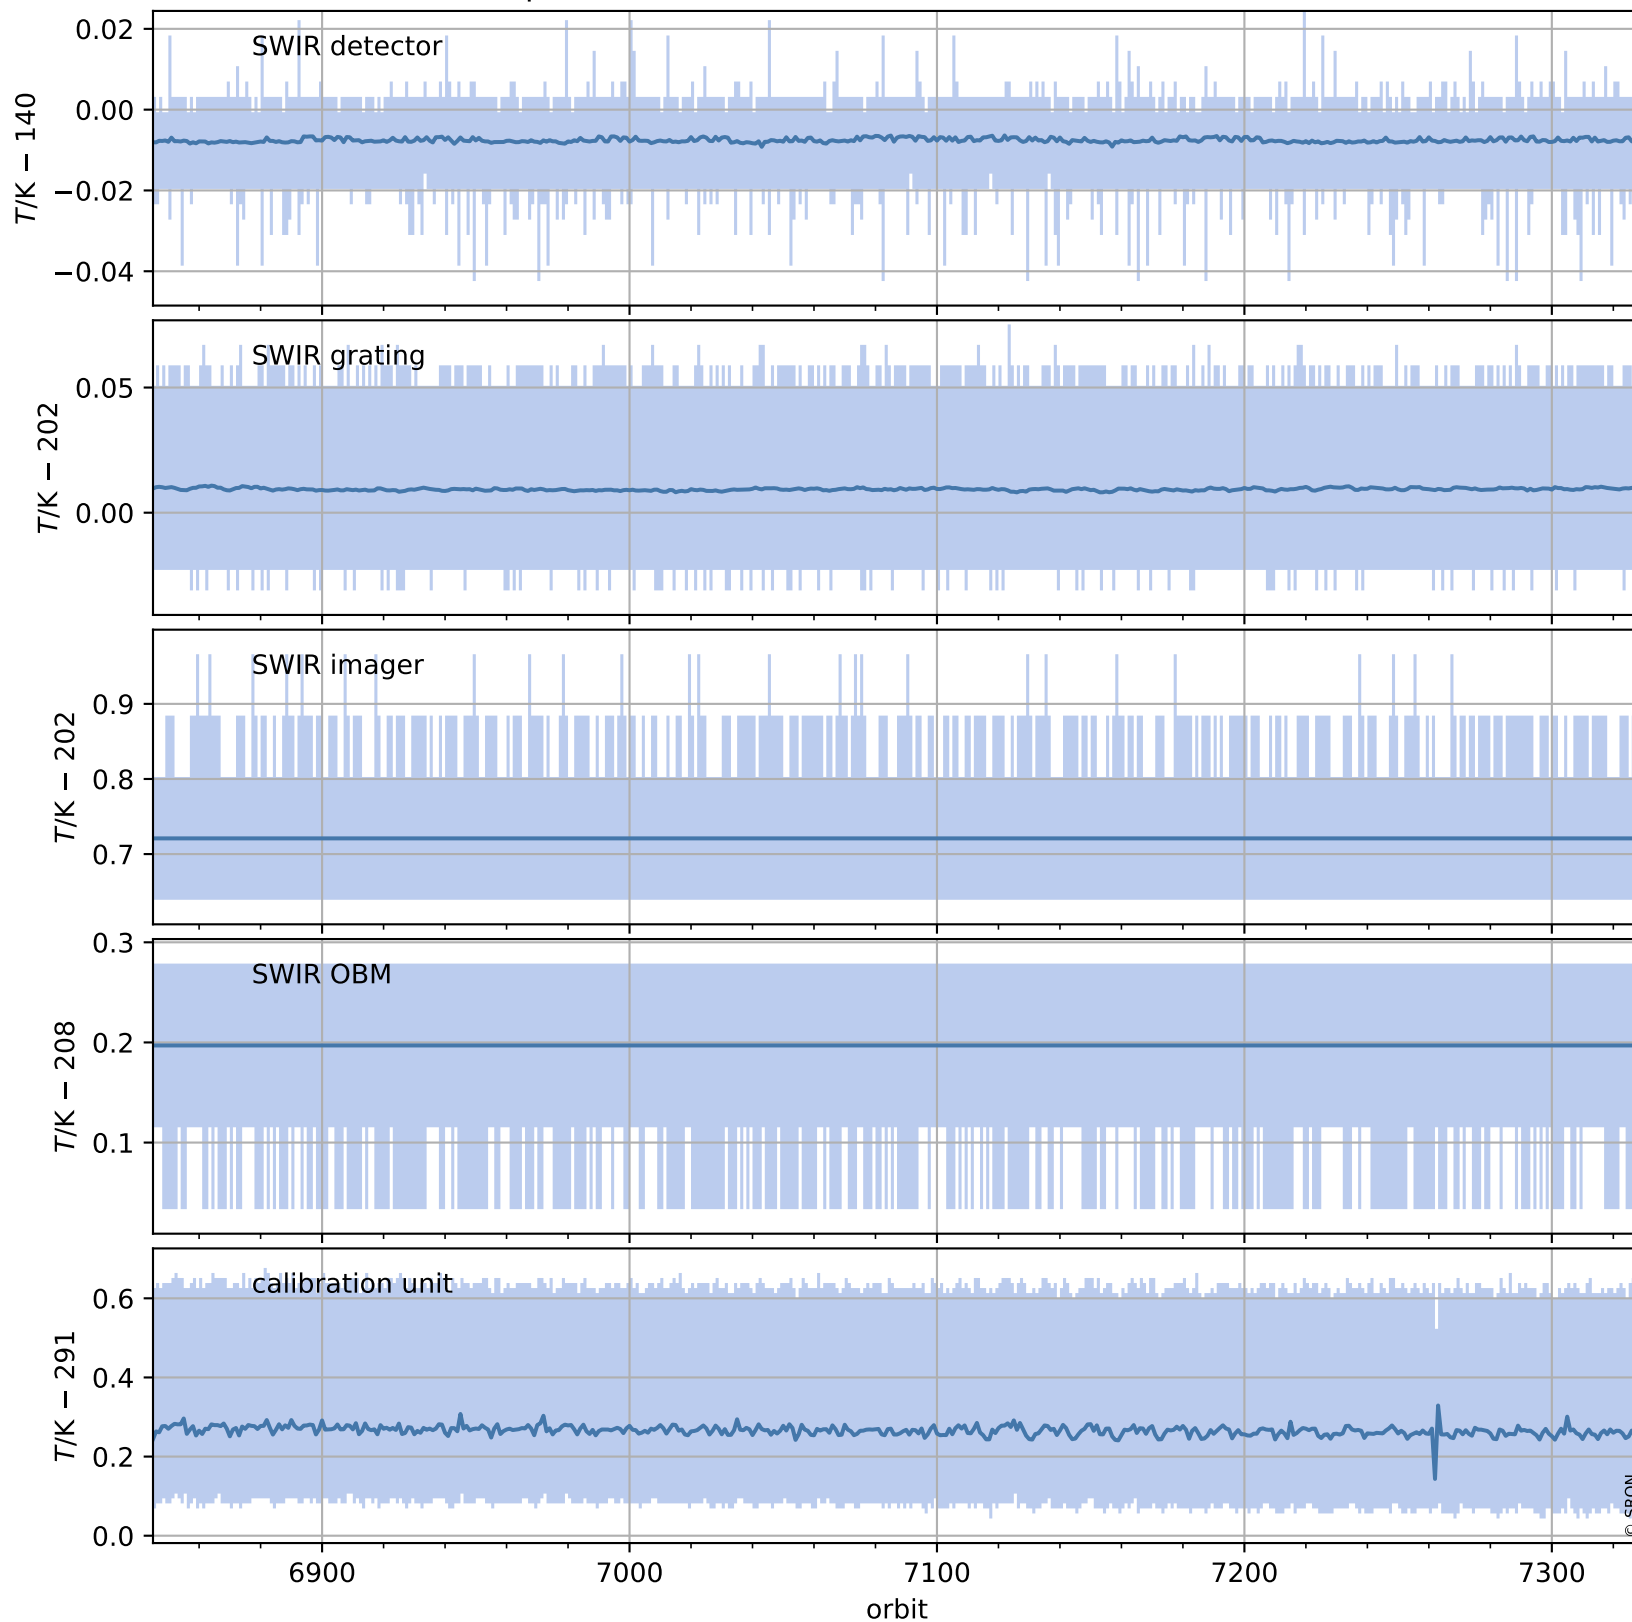 SWIR detector
T/K − 140
0.02
0.00
−0.02
−0.04
SWIR grating
T/K − 202
0.05
0.00
SWIR imager
T/K − 202
0.9
0.8
0.7
SWIR OBM
T/K − 208
0.3
0.2
0.1
calibration unit
T/K − 291
0.6
0.4
0.2
0.0
© SRON
6900 7000 7100 7200 7300
orbit